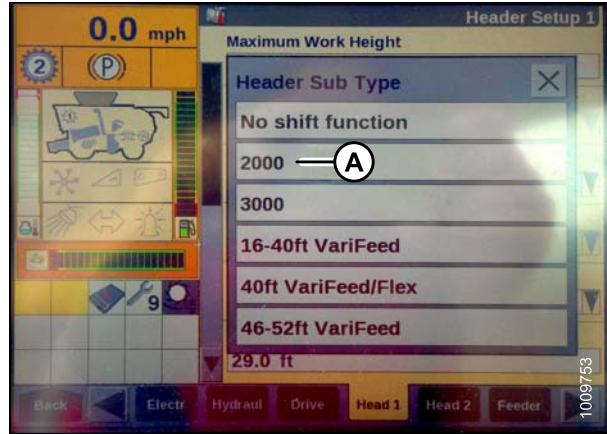 0.0 mph
Header Setup 1
Maximum Work Height
2
(P)
Header Sub Type
No shift function
2000
A
3000
16-40ft VariFeed
40ft VariFeed/Flex
46-52ft VariFeed
9
29.0 ft
Back
Electr
Hydraul
Drive
Head 1
Head 2
Feeder
1009753